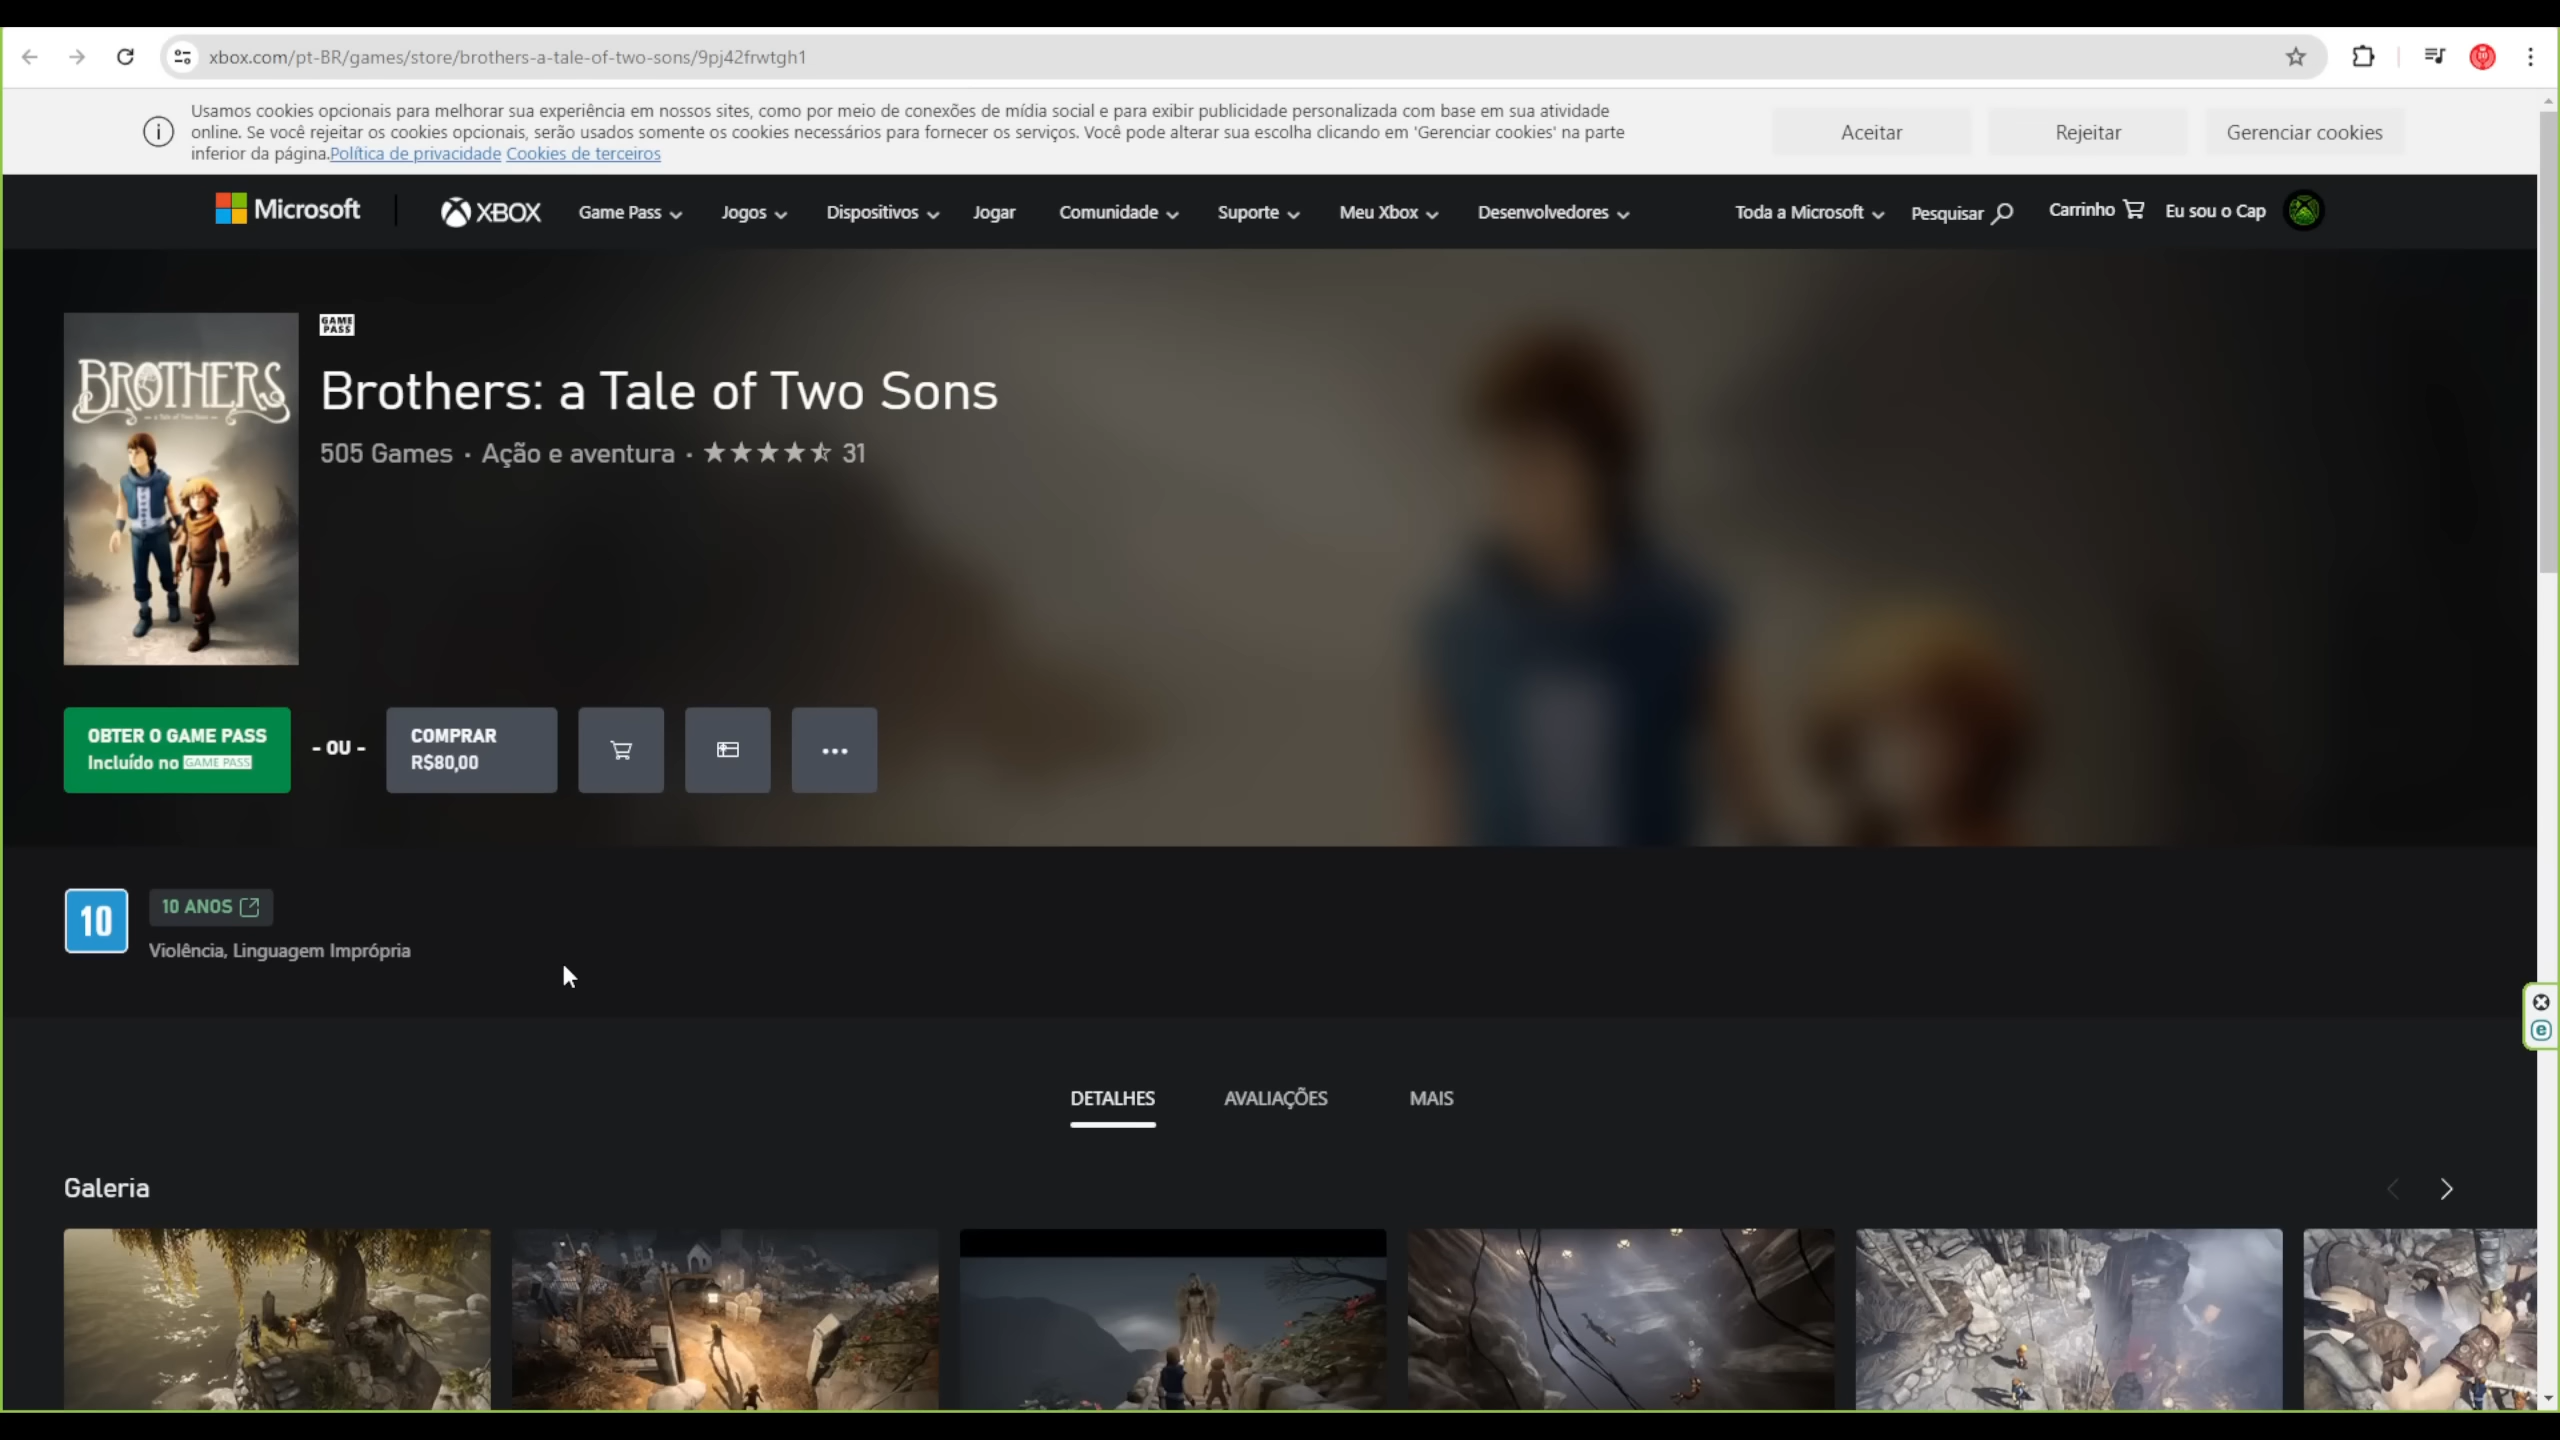 xbox.com/pt-BR/games/store/brothers-a-tale-of-two-sons/9pj42frwtgh1
Usamos cookies opcionais para melhorar sua experiência em nossos sites, como por meio de conexões de mídia social e para exibir publicidade personalizada com base em sua atividade
online. Se você rejeitar os cookies opcionais, serão usados somente os cookies necessários para fornecer os serviços. Você pode alterar sua escolha clicando em 'Gerenciar cookies' na parte
inferior da página.Política de privacidade Cookies de terceiros
Aceitar
Rejeitar
Gerenciar cookies
Microsoft
XBOX
Game Pass
Jogos
Dispositivos
Jogar
Comunidade
Suporte
Meu Xbox
Desenvolvedores
Toda a Microsoft
Pesquisar
Carrinho
Eu sou o Cap
BROTHERS
a Tale of Two Sons
GAME
PASS
Brothers: a Tale of Two Sons
505 Games · Ação e aventura · 31
OBTER O GAME PASS
Incluído no GAME PASS
- OU -
COMPRAR
R$80,00
10
10 ANOS
Violência, Linguagem Imprópria
DETALHES
AVALIAÇÕES
MAIS
Galeria